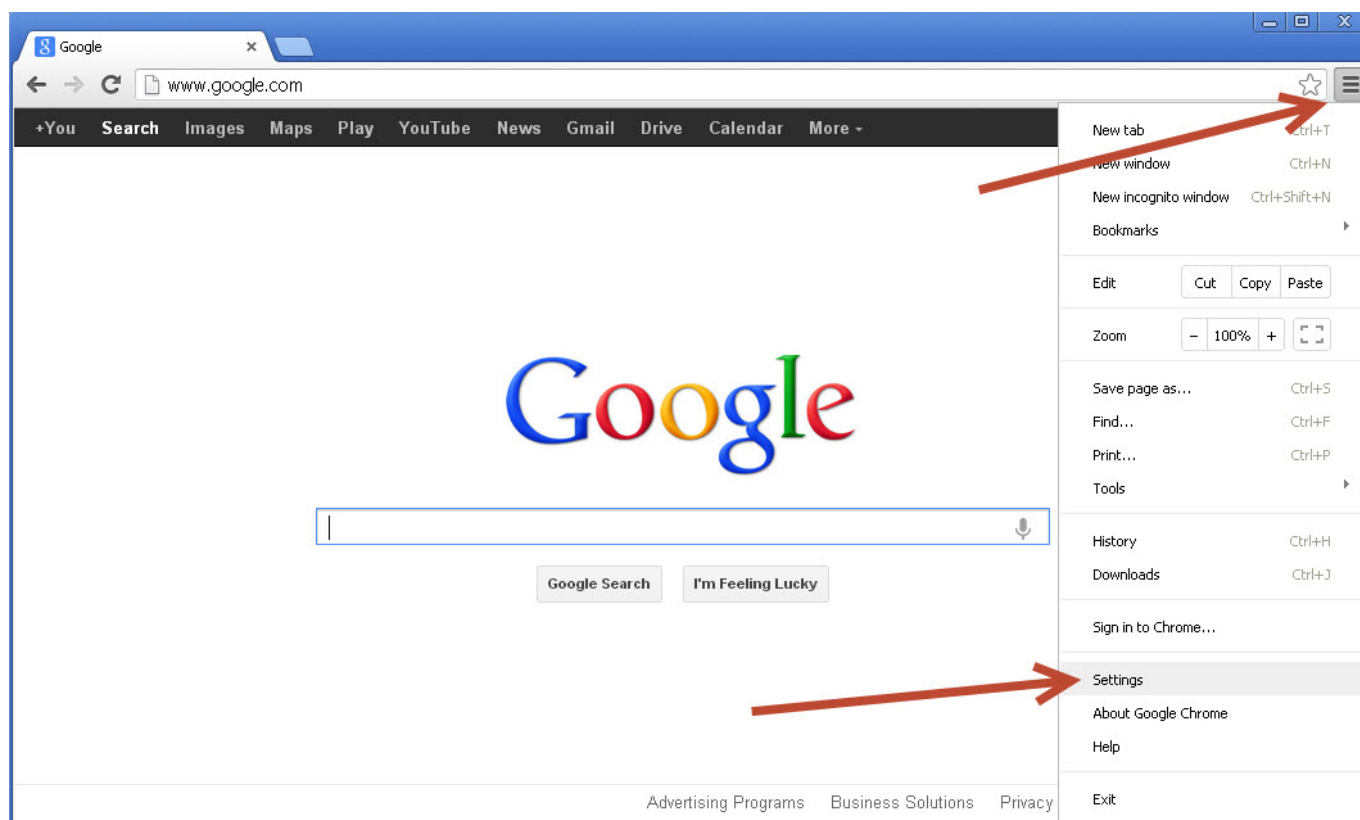 Google
www.google.com
+You Search Images Maps Play YouTube News Gmail Drive Calendar More
New tab Ctrl+T
New window Ctrl+N
New incognito window Ctrl+Shift+N
Bookmarks
Edit Cut Copy Paste
Zoom - 100% +
Save page as... Ctrl+S
Find... Ctrl+F
Print... Ctrl+P
Tools
History Ctrl+H
Downloads Ctrl+J
Sign in to Chrome...
Settings
About Google Chrome
Help
Exit
Google
Google Search I'm Feeling Lucky
Advertising Programs Business Solutions Privacy